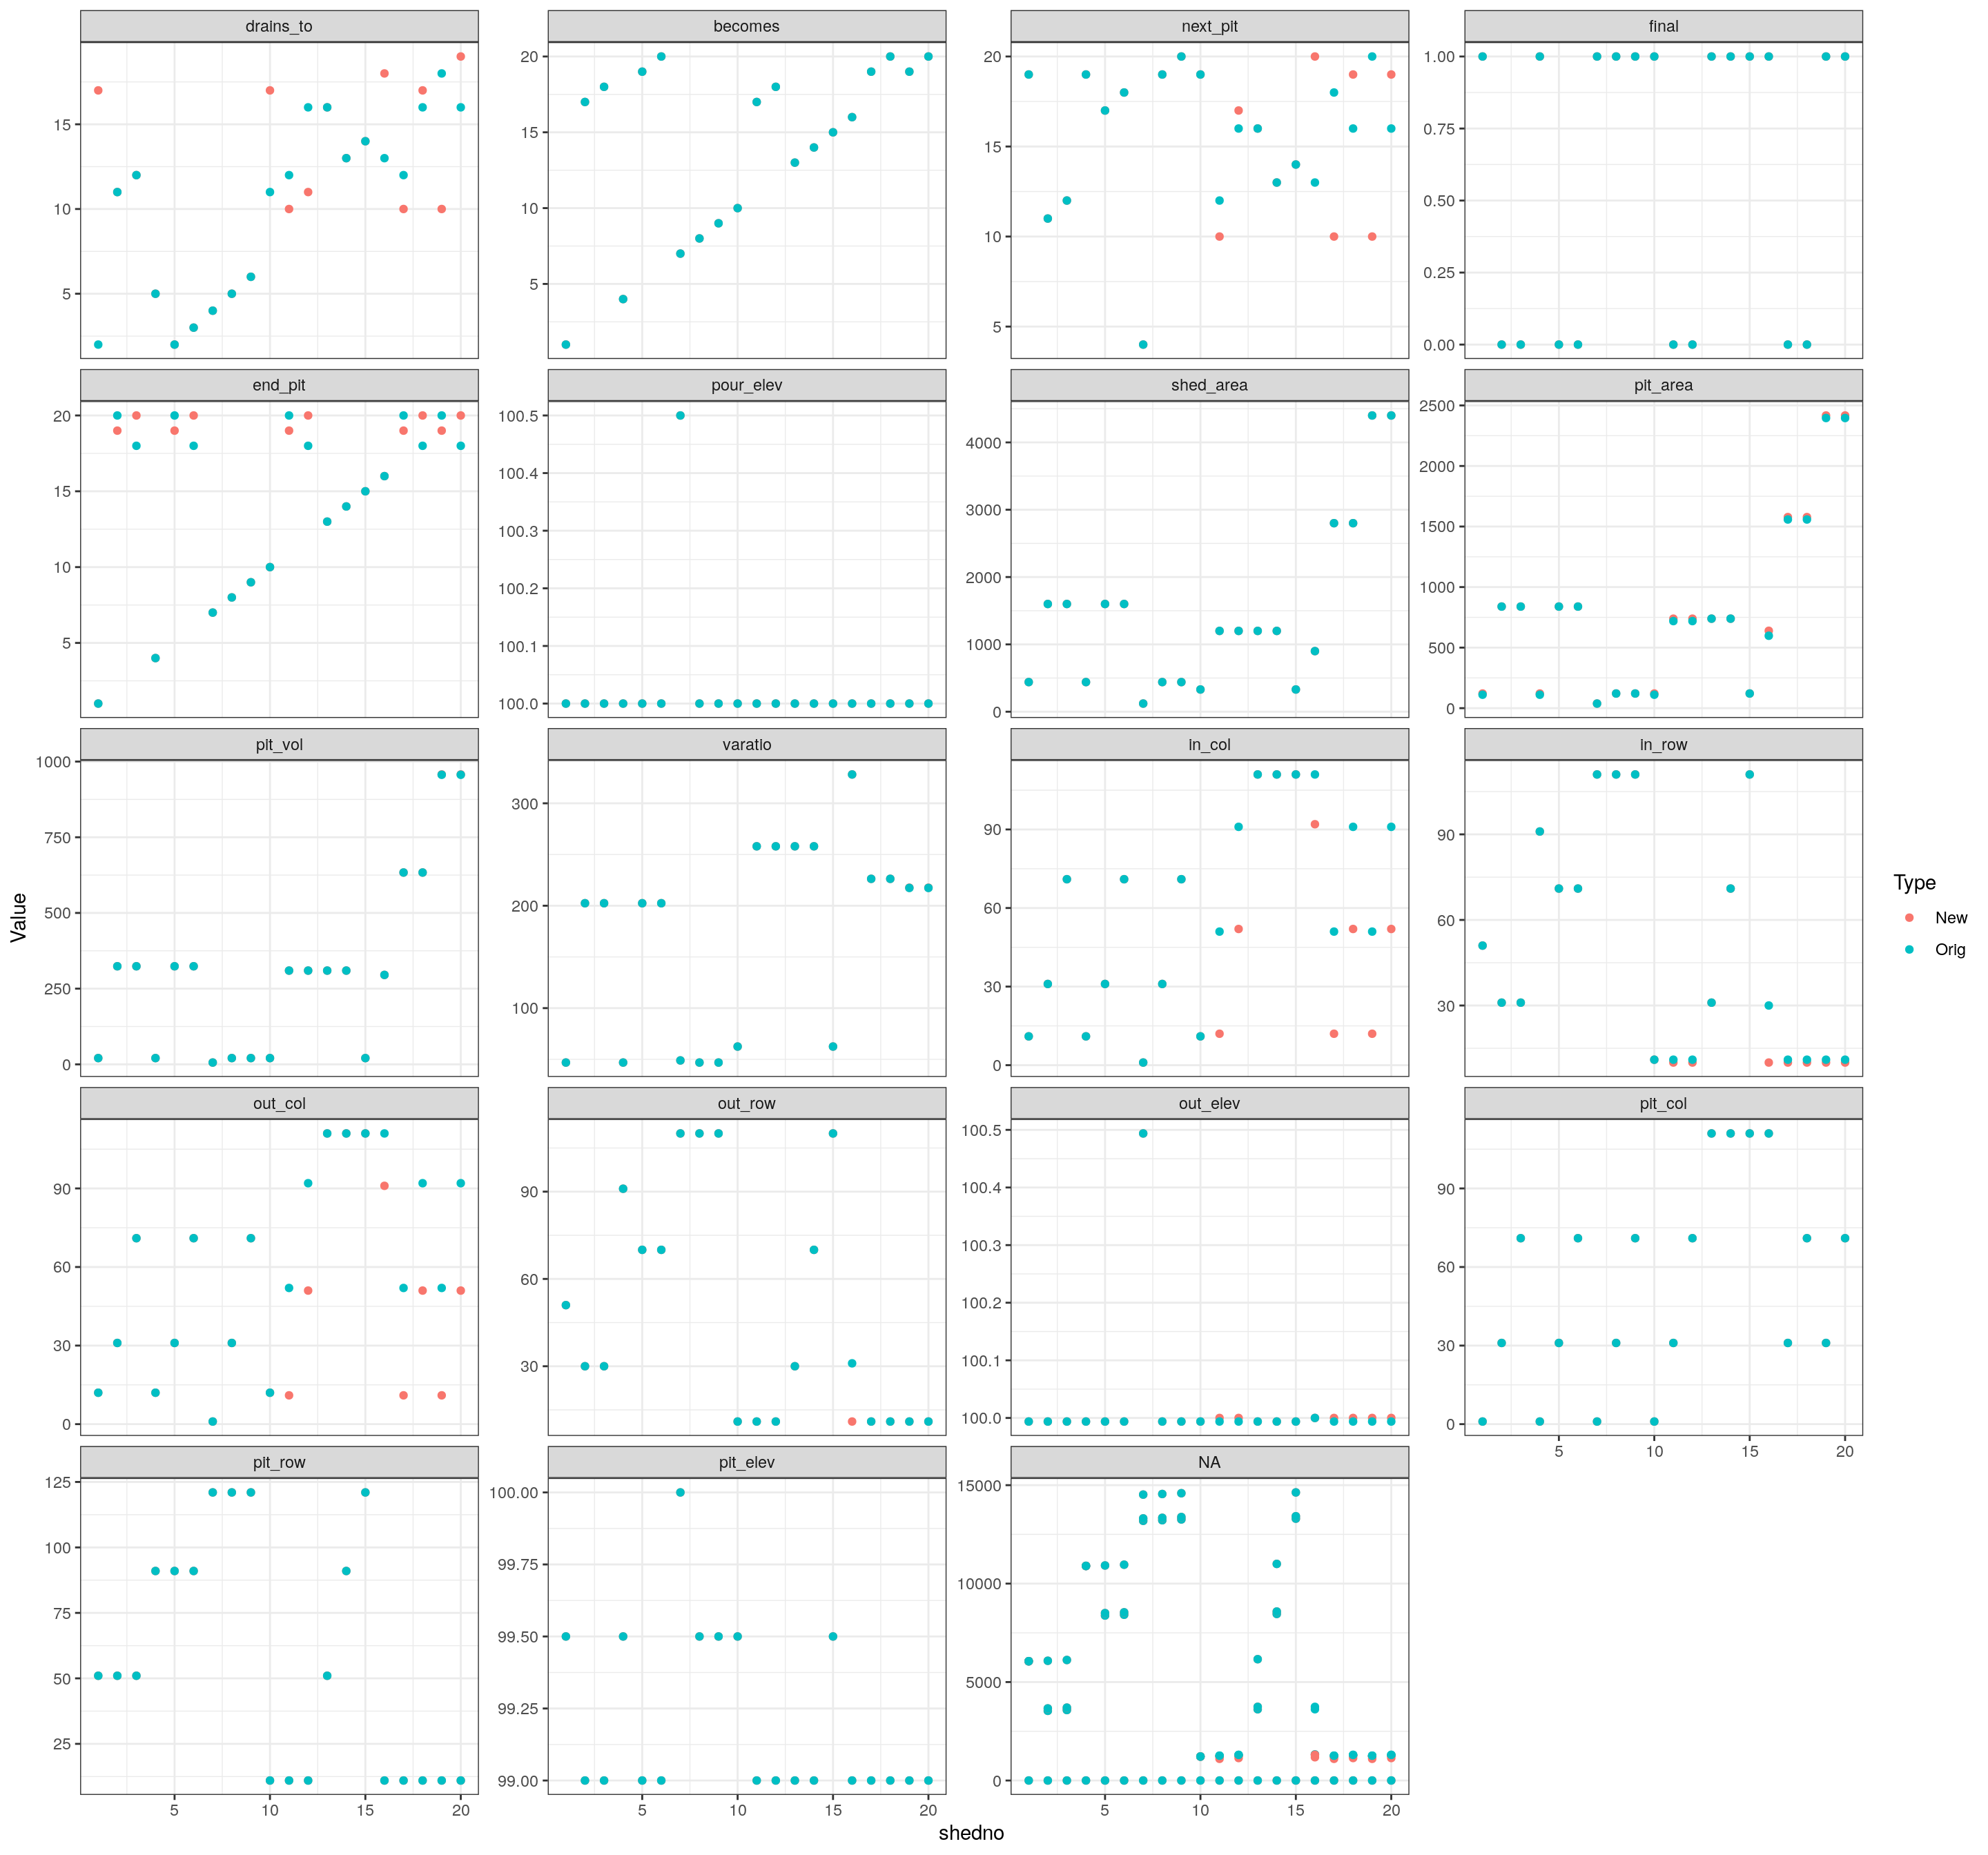 drains_to becomes next_pit final
20 20 1.00
15 15 0.75
15
10 10 0.50
10
5 5 0.25
5 0.00
end_pit pour_elev shed_area pit_area
20 100.5 4000 2500
100.4 2000
15 100.3 3000 1500
10 100.2 2000 1000
5 100.1 1000 500
100.0 0 0
pit_vol varatio in_col in_row
1000
750 300 90 90
500 200 60 60
250 100 30 30
0 0
out_col out_row out_elev pit_col
100.5
90 90 100.4 90
60 60 100.3 60
100.2
30 30 100.1 30
0 100.0 0
5 10 15 20
pit_row pit_elev NA
125 100.00 15000
100 99.75 10000
75 99.50
50 99.25 5000
25 99.00 0
5 10 15 20 5 10 15 20 5 10 15 20
shedno
Value
Type
New
Orig